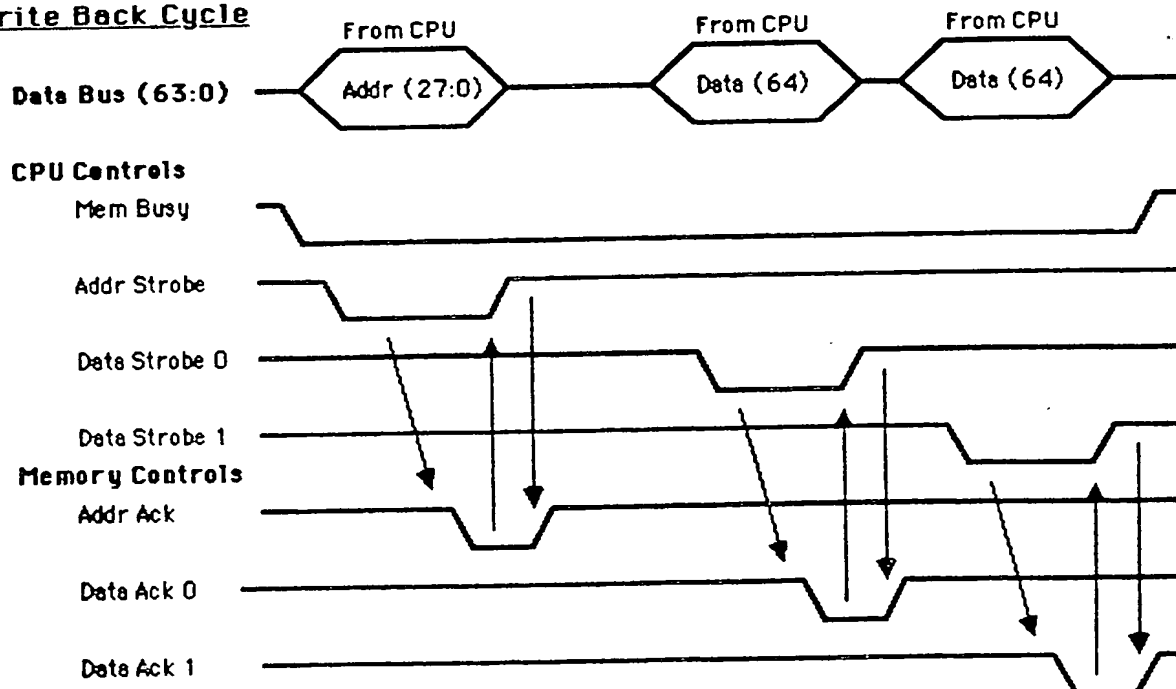 rite Back Cycle
From CPU From CPU From CPU
Data Bus (63:0) Addr (27:0) Data (64) Data (64)
CPU Controls
Mem Busy
Addr Strobe
Data Strobe 0
Data Strobe 1
Memory Controls
Addr Ack
Data Ack 0
Data Ack 1